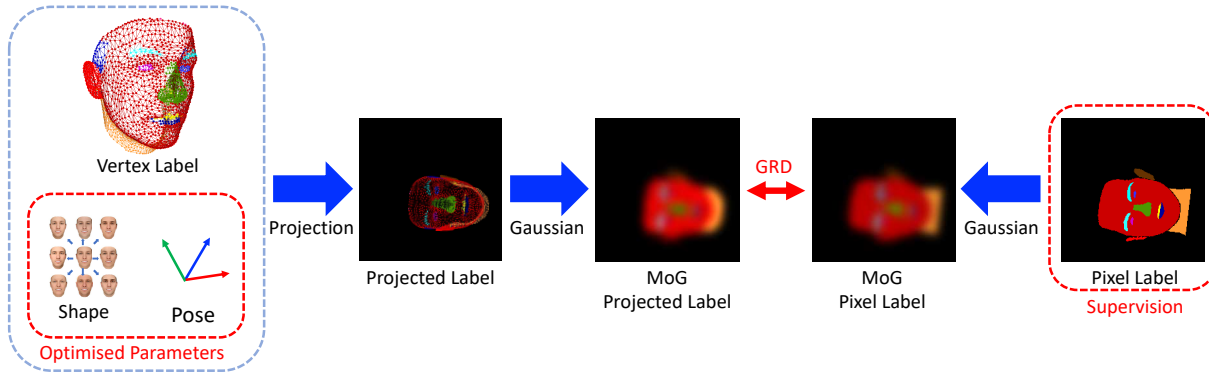 Vertex Label
Shape
Pose
Optimised Parameters
Projection
Projected Label
Gaussian
MoG
Projected Label
GRD
MoG
Pixel Label
Gaussian
Pixel Label
Supervision